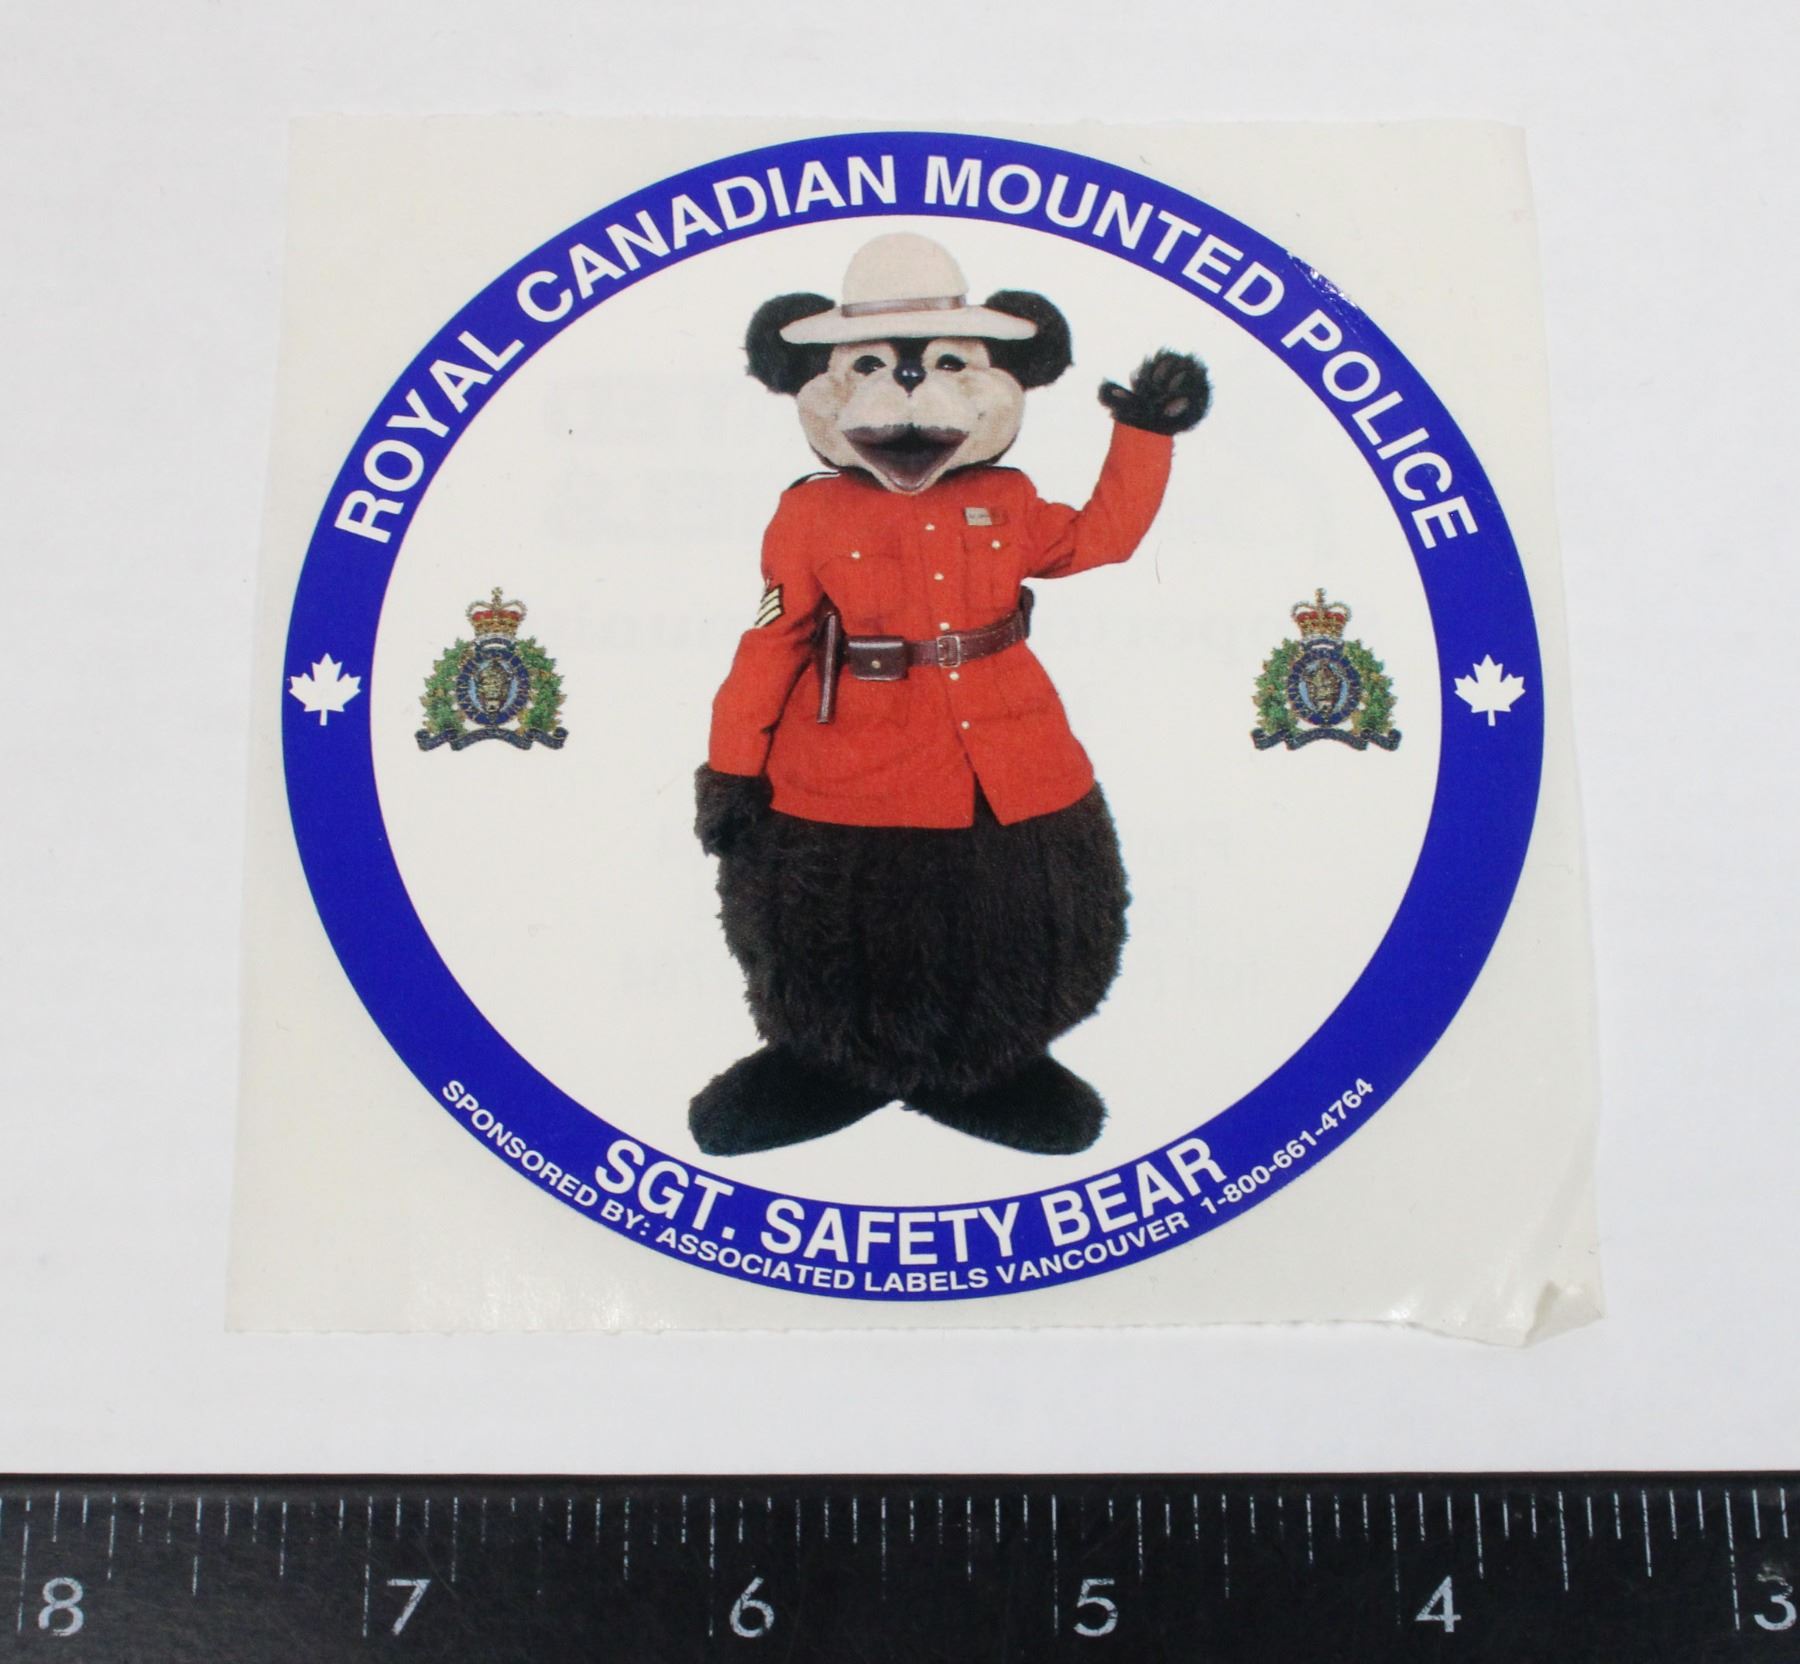 ROYAL CANADIAN MOUNTED POLICE
SGT. SAFETY BEAR
SPONSORED BY: ASSOCIATED LABELS VANCOUVER 1-800-661-4764
8 7 6 5 4 3